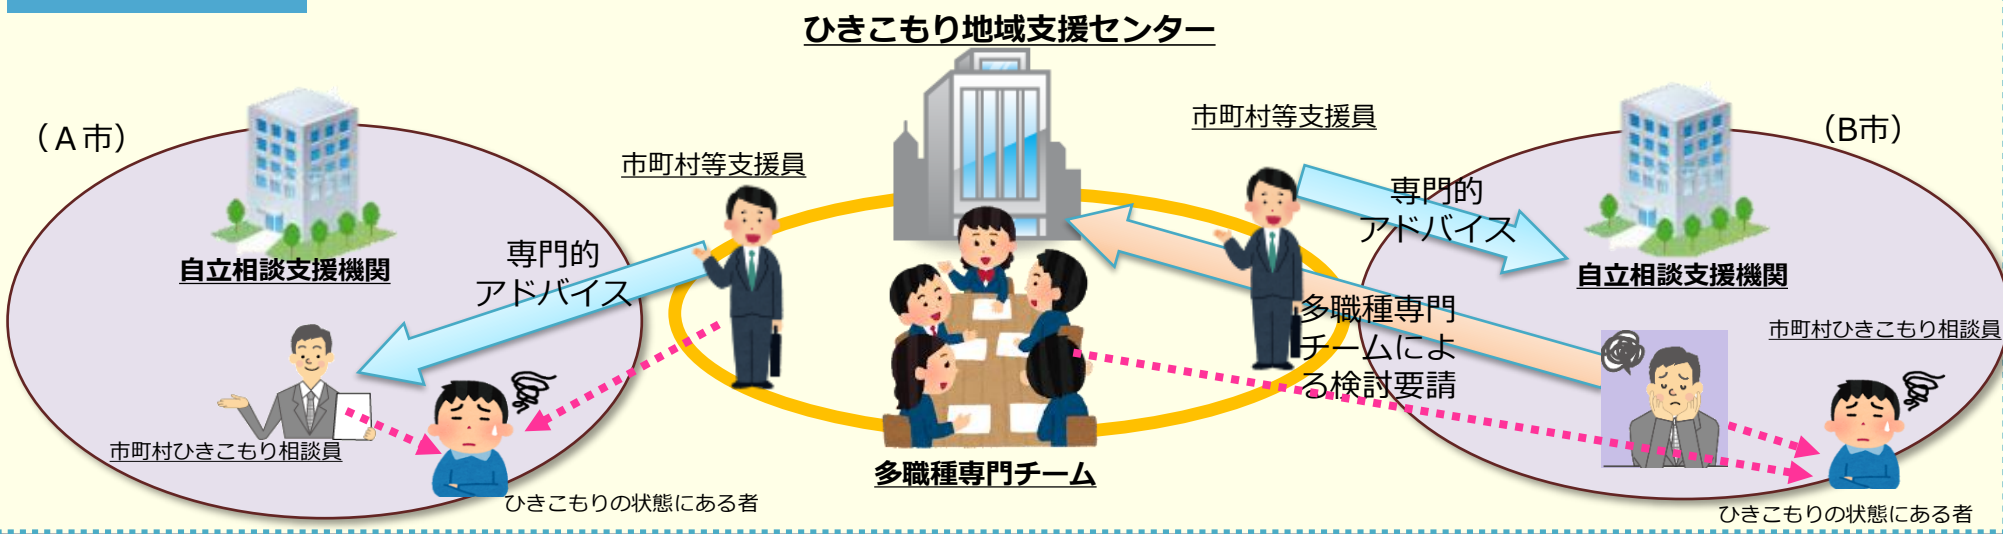 ひきこもり地域支援センター
（Ａ市）
市町村等支援員
市町村等支援員
（B市）
専門的
アドバイス
自立相談支援機関
専門的
アドバイス
自立相談支援機関
多職種専門
チームによ
る検討要請
市町村ひきこもり相談員
市町村ひきこもり相談員
多職種専門チーム
ひきこもりの状態にある者
ひきこもりの状態にある者